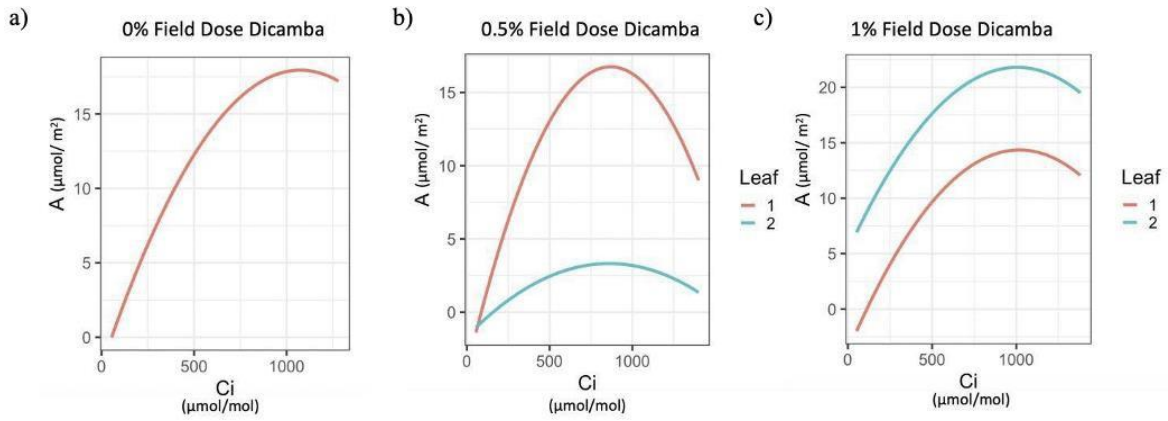 a)
0% Field Dose Dicamba
A (µmol/ m²)
15
10
5
0
0
500
1000
Ci
(µmol/mol)
b)
0.5% Field Dose Dicamba
A (µmol/ m²)
15
10
5
0
0
500
1000
Ci
(µmol/mol)
Leaf
1
2
c)
1% Field Dose Dicamba
A (µmol/ m²)
20
15
10
5
0
0
500
1000
Ci
(µmol/mol)
Leaf
1
2